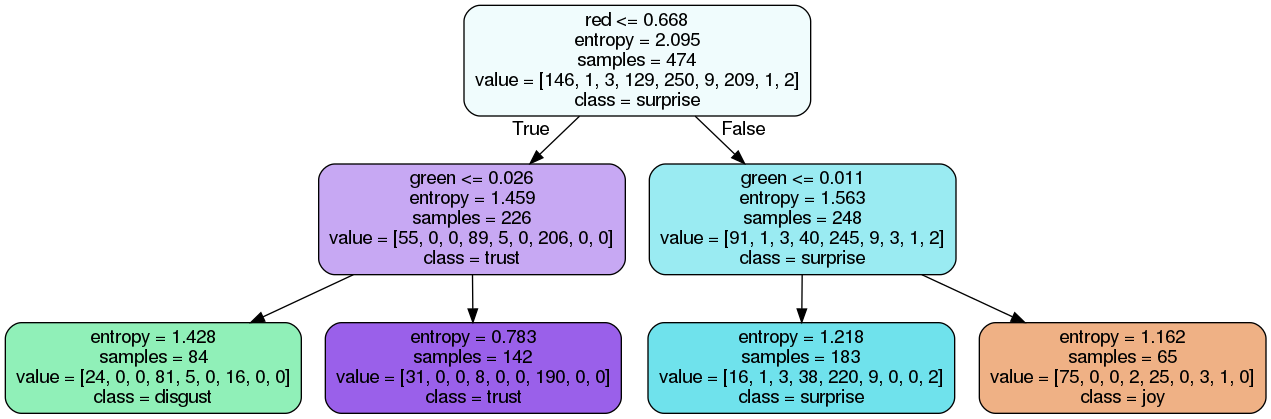 red <= 0.668
entropy = 2.095
samples = 474
value = [146, 1, 3, 129, 250, 9, 209, 1, 2]
class = surprise
True
False
green <= 0.026
entropy = 1.459
samples = 226
value = [55, 0, 0, 89, 5, 0, 206, 0, 0]
class = trust
green <= 0.011
entropy = 1.563
samples = 248
value = [91, 1, 3, 40, 245, 9, 3, 1, 2]
class = surprise
entropy = 1.428
samples = 84
value = [24, 0, 0, 81, 5, 0, 16, 0, 0]
class = disgust
entropy = 0.783
samples = 142
value = [31, 0, 0, 8, 0, 0, 190, 0, 0]
class = trust
entropy = 1.218
samples = 183
value = [16, 1, 3, 38, 220, 9, 0, 0, 2]
class = surprise
entropy = 1.162
samples = 65
value = [75, 0, 0, 2, 25, 0, 3, 1, 0]
class = joy